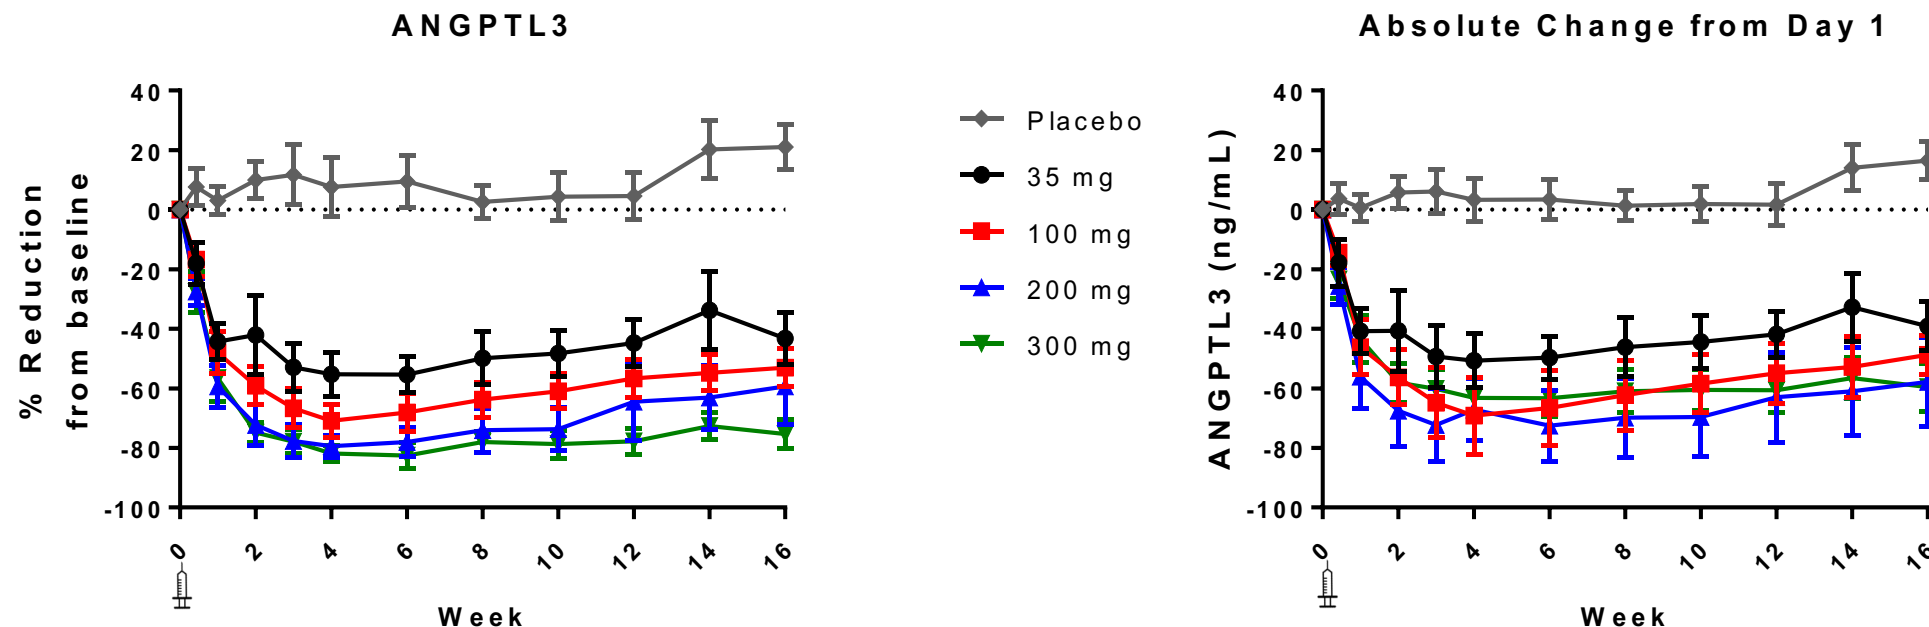 ANGPTL3
% Reduction
from baseline
40
20
0
-20
-40
-60
-80
-100
0
2
4
6
8
10
12
14
16
Week
Placebo
35 mg
100 mg
200 mg
300 mg
Absolute Change from Day 1
ANGPTL3 (ng/mL)
40
20
0
-20
-40
-60
-80
-100
0
2
4
6
8
10
12
14
16
Week